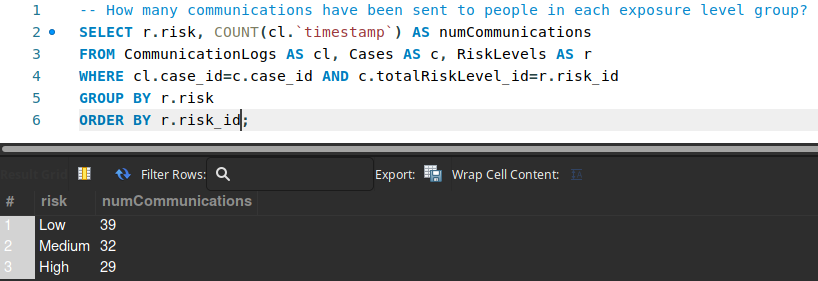 1 -- How many communications have been sent to people in each exposure level group?
2 SELECT r.risk, COUNT(cl.`timestamp`) AS numCommunications
3 FROM CommunicationLogs AS cl, Cases AS c, RiskLevels AS r
4 WHERE cl.case_id=c.case_id AND c.totalRiskLevel_id=r.risk_id
5 GROUP BY r.risk
6 ORDER BY r.risk_id;
Result Grid Filter Rows: Export: Wrap Cell Content:
# risk numCommunications
1 Low 39
2 Medium 32
3 High 29